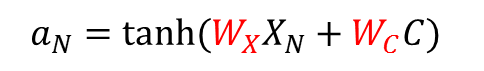 a_N = tanh(W_X X_N + W_C C)